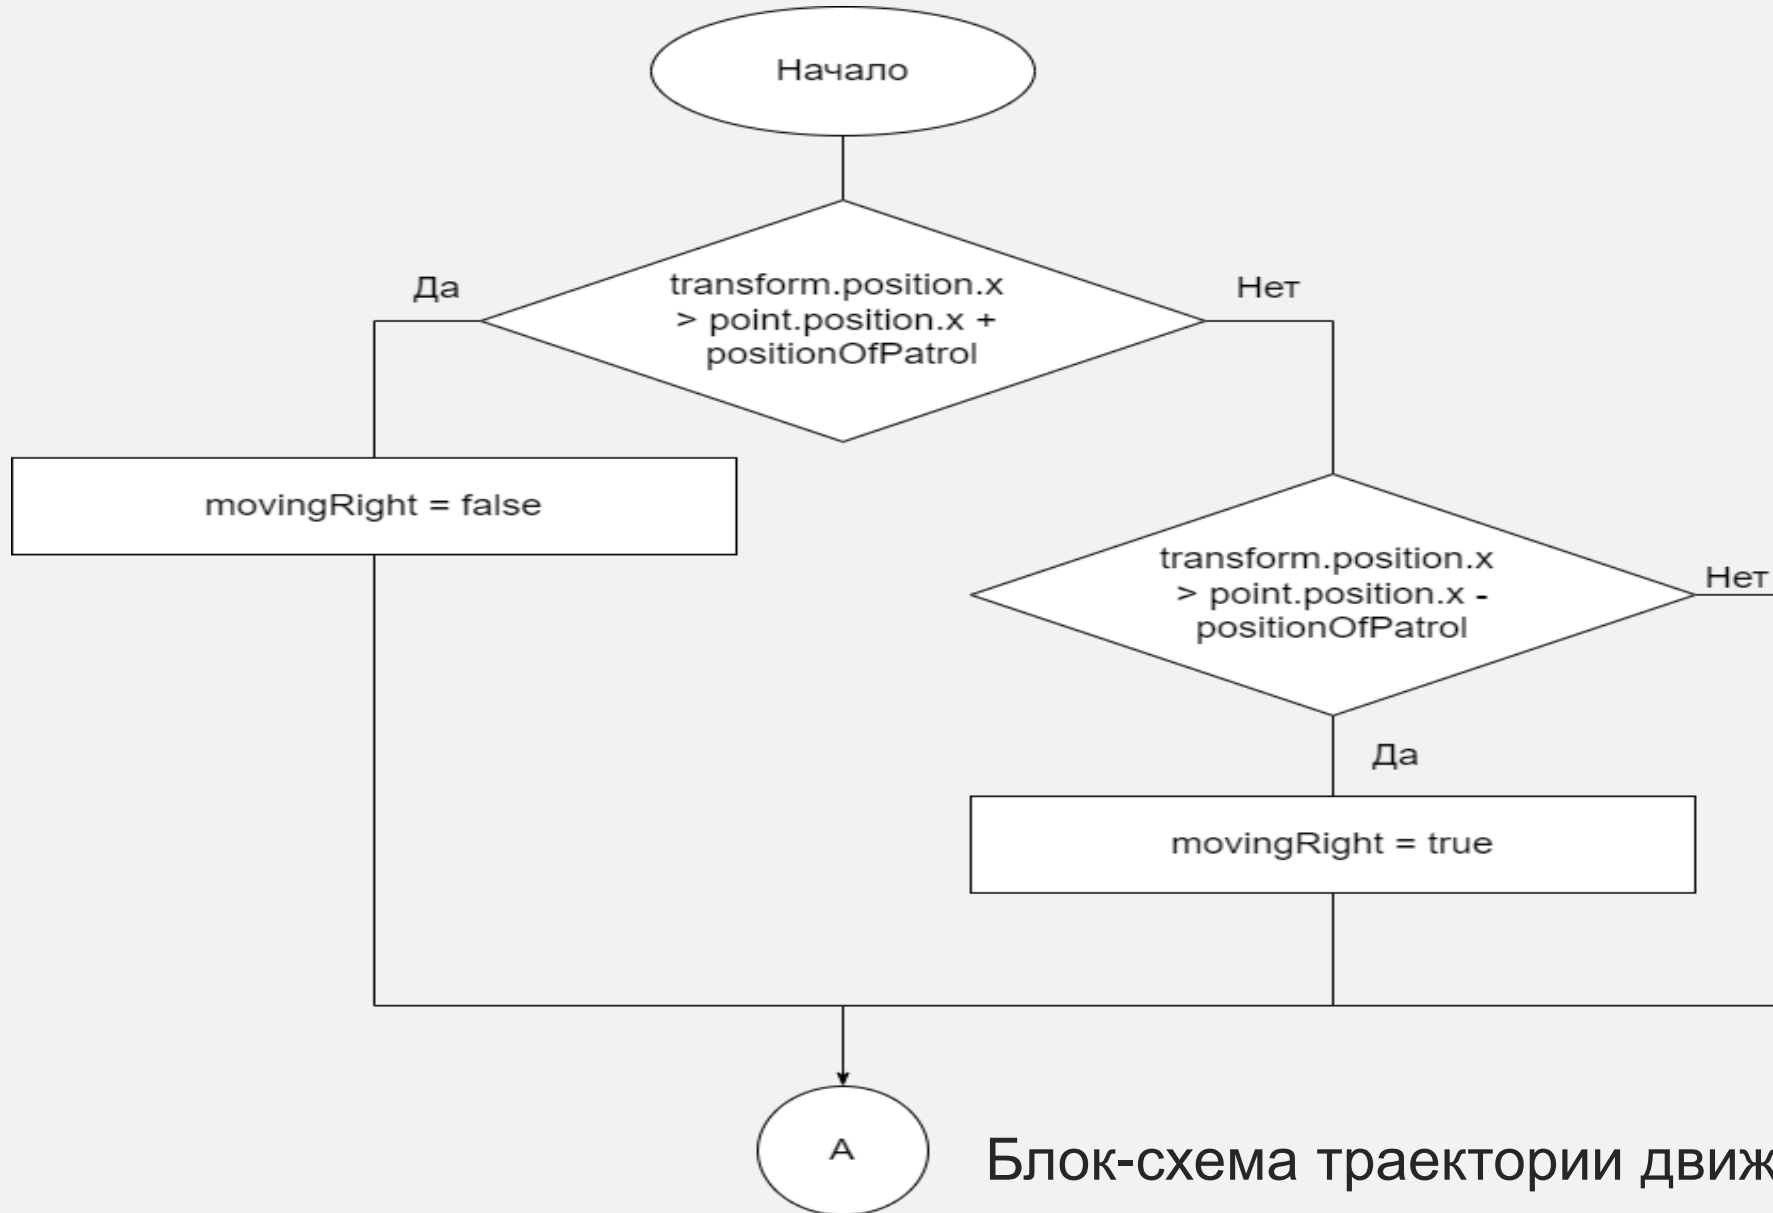 Начало
Да
Нет
transform.position.x
> point.position.x +
positionOfPatrol
movingRight = false
transform.position.x
> point.position.x -
positionOfPatrol
Нет
Да
movingRight = true
A
Блок-схема траектории